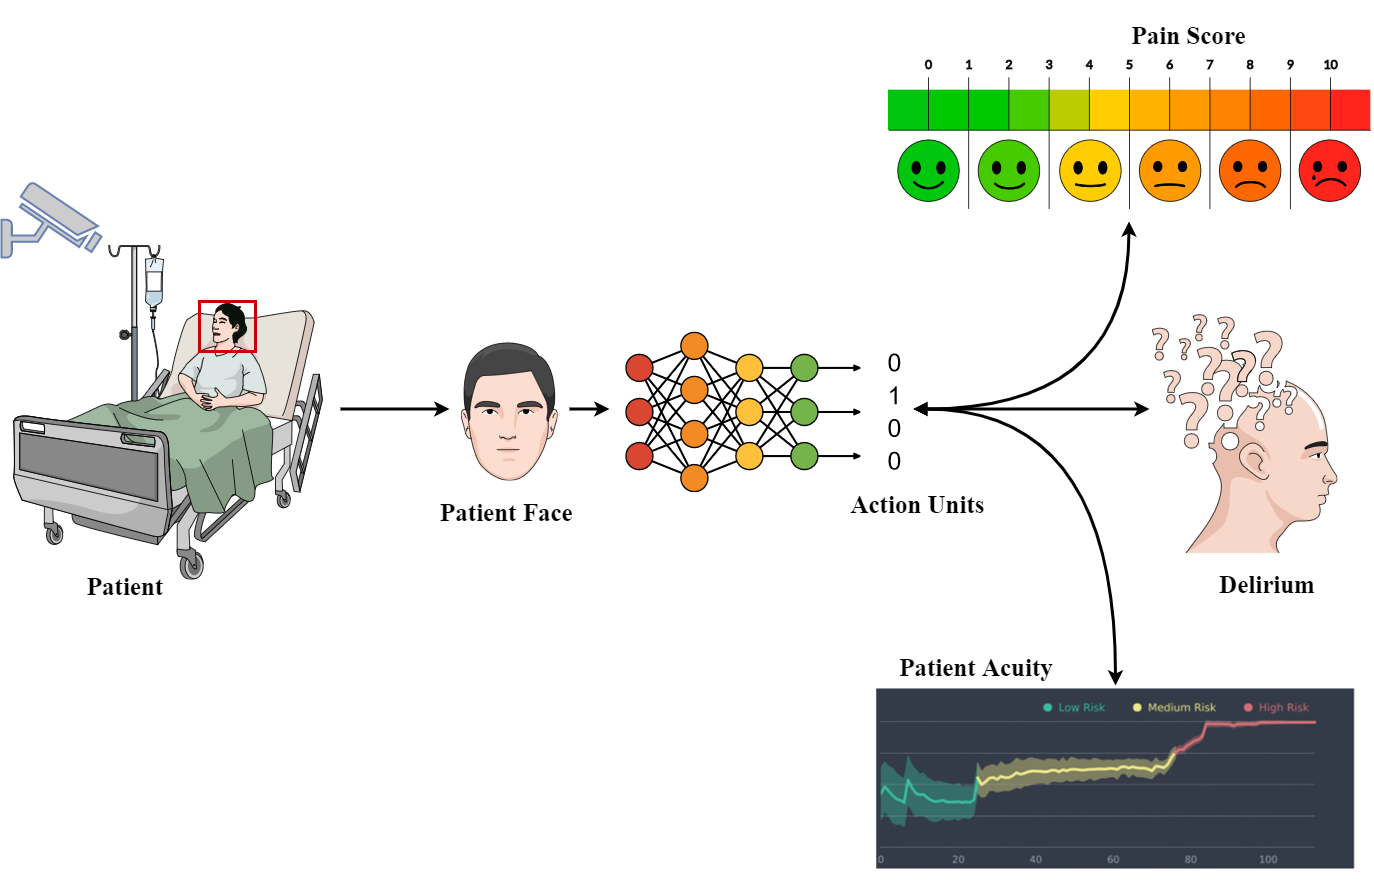 Pain Score
0 1 2 3 4 5 6 7 8 9 10
Patient
Patient Face
0
1
0
0
Action Units
Delirium
Patient Acuity
Low Risk Medium Risk High Risk
0 20 40 60 80 100
? ? ? ? ? ? ? ? ? ? ? ? ?